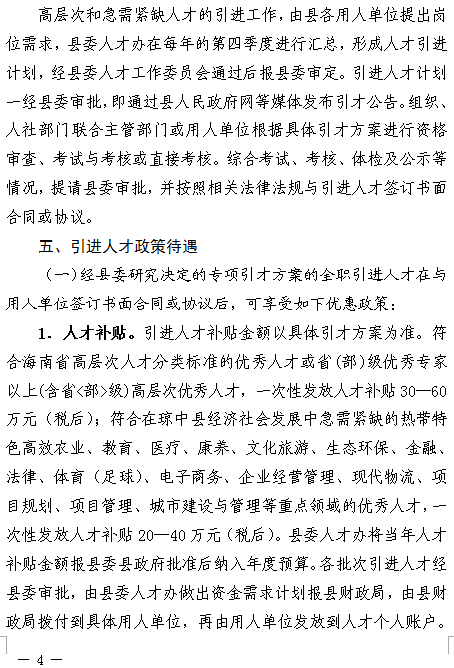 高层次和急需紧缺人才的引进工作，由县各用人单位提出岗
位需求，县委人才办在每年的第四季度进行汇总，形成人才引进
计划，经县委人才工作委员会通过后报县委审定。引进人才计划
一经县委审批，即通过县人民政府网等媒体发布引才公告。组织、
人社部门联合主管部门或用人单位根据具体引才方案进行资格
审查、考试与考核或直接考核。综合考试、考核、体检及公示等
情况，提请县委审批，并按照相关法律法规与引进人才签订书面
合同或协议。
五、引进人才政策待遇
（一）经县委研究决定的专项引才方案的全职引进人才在与
用人单位签订书面合同或协议后，可享受如下优惠政策：
1．人才补贴。引进人才补贴金额以具体引才方案为准。符
合海南省高层次人才分类标准的优秀人才或省(部)级优秀专家
以上(含省<部>级)高层次优秀人才，一次性发放人才补贴30—60
万元（税后）；符合在琼中县经济社会发展中急需紧缺的热带特
色高效农业、教育、医疗、康养、文化旅游、生态环保、金融、
法律、体育（足球）、电子商务、企业经营管理、现代物流、项
目规划、项目管理、城市建设与管理等重点领域的优秀人才，一
次性发放人才补贴20—40万元（税后）。县委人才办将当年人才
补贴金额报县委县政府批准后纳入年度预算。各批次引进人才经
县委审批，由县委人才办做出资金需求计划报县财政局，由县财
政局拨付到具体用人单位，再由用人单位发放到人才个人账户。
— 4 —